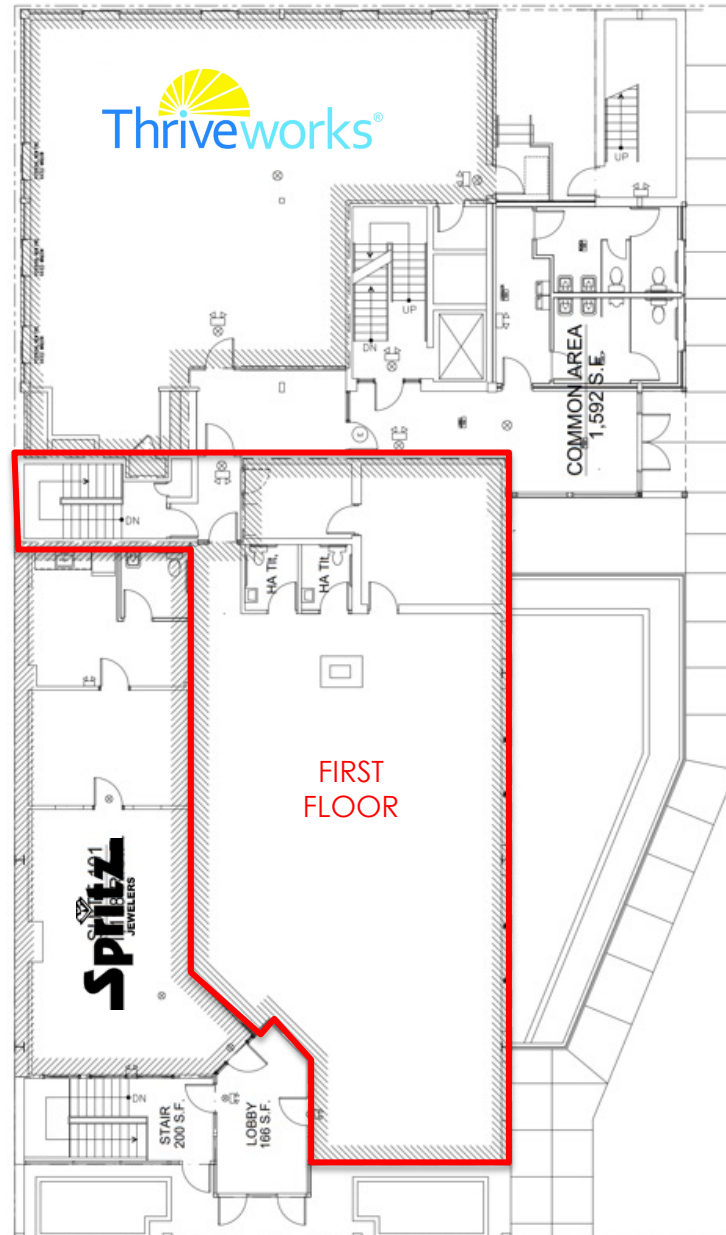 Thriveworks®
UP
UP
DN
COMMON AREA
1,592 S.F.
DN
HA Tlt.
HA Tlt.
FIRST
FLOOR
Spritz
JEWELERS
DN
STAIR
200 S.F.
LOBBY
166 S.F.